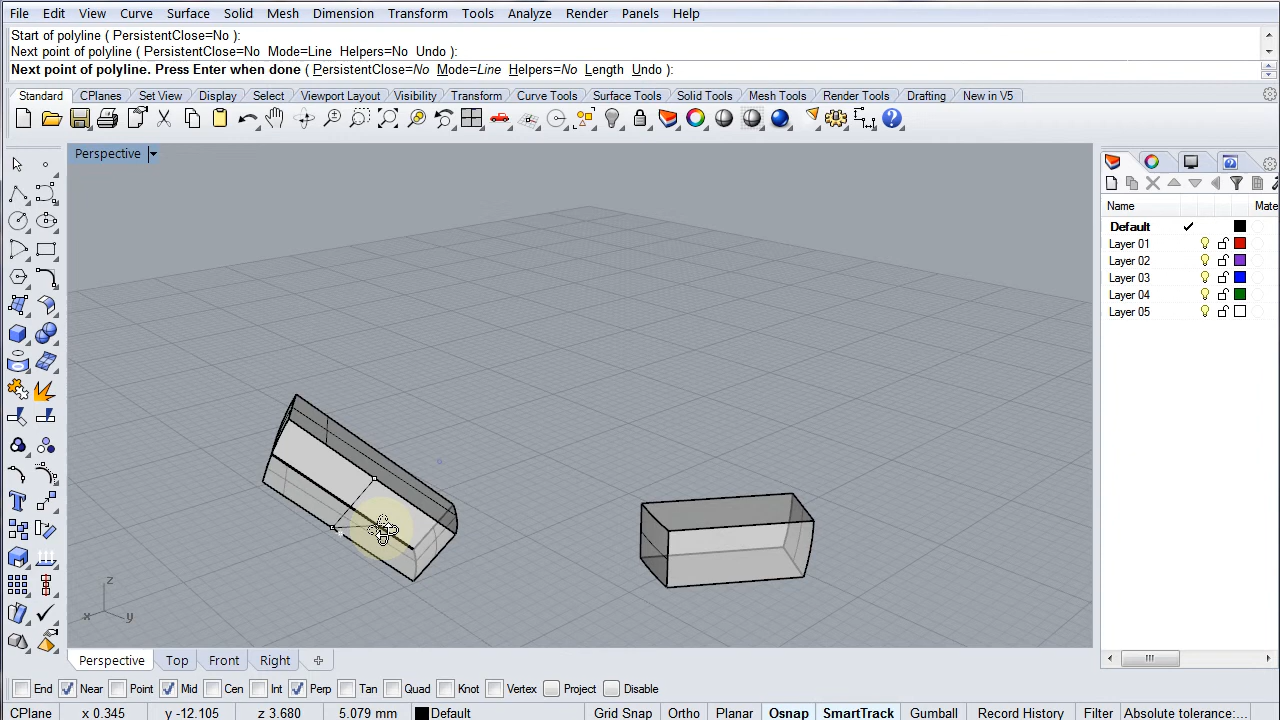 File Edit View Curve Surface Solid Mesh Dimension Transform Tools Analyze Render Panels Help
Start of polyline ( PersistentClose=No ):
Next point of polyline ( PersistentClose=No Mode=Line Helpers=No Undo ):
Next point of polyline. Press Enter when done ( PersistentClose=No Mode=Line Helpers=No Length Undo ):
Standard CPlanes Set View Display Select Viewport Layout Visibility Transform Curve Tools Surface Tools Solid Tools Mesh Tools Render Tools Drafting New in V5
Perspective
Name Mate
Default
Layer 01
Layer 02
Layer 03
Layer 04
Layer 05
z
x y
Perspective Top Front Right
End Near Point Mid Cen Int Perp Tan Quad Knot Vertex Project Disable
CPlane x 0.345 y -12.105 z 3.680 5.079 mm Default Grid Snap Ortho Planar Osnap SmartTrack Gumball Record History Filter Absolute tolerance:...